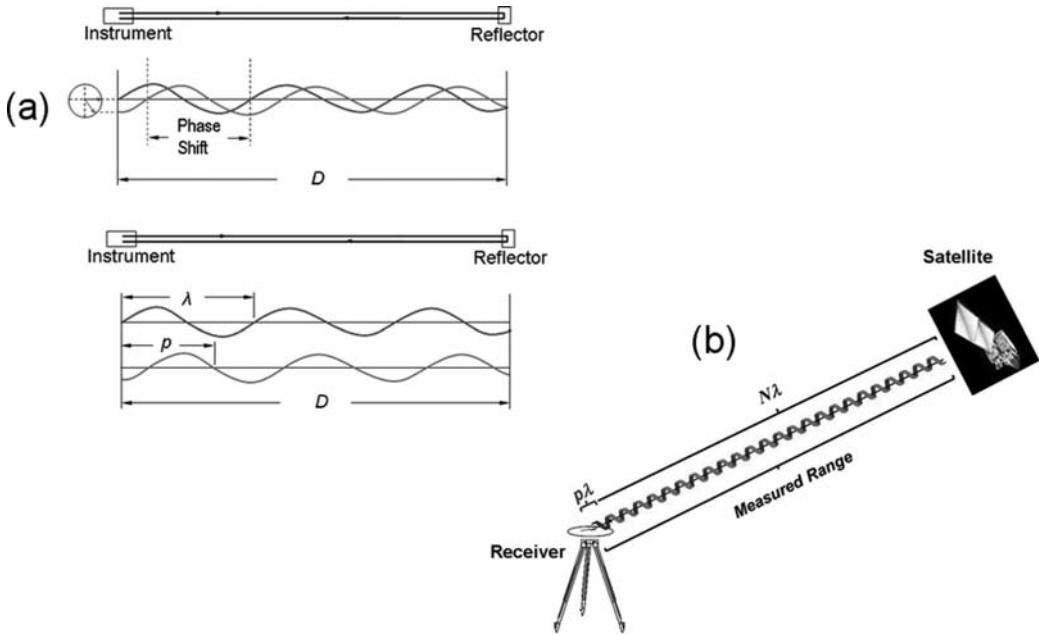 Instrument
Reflector
(a)
Phase
Shift
D
Instrument
Reflector
λ
p
D
Satellite
(b)
Nλ
pλ
Measured Range
Receiver